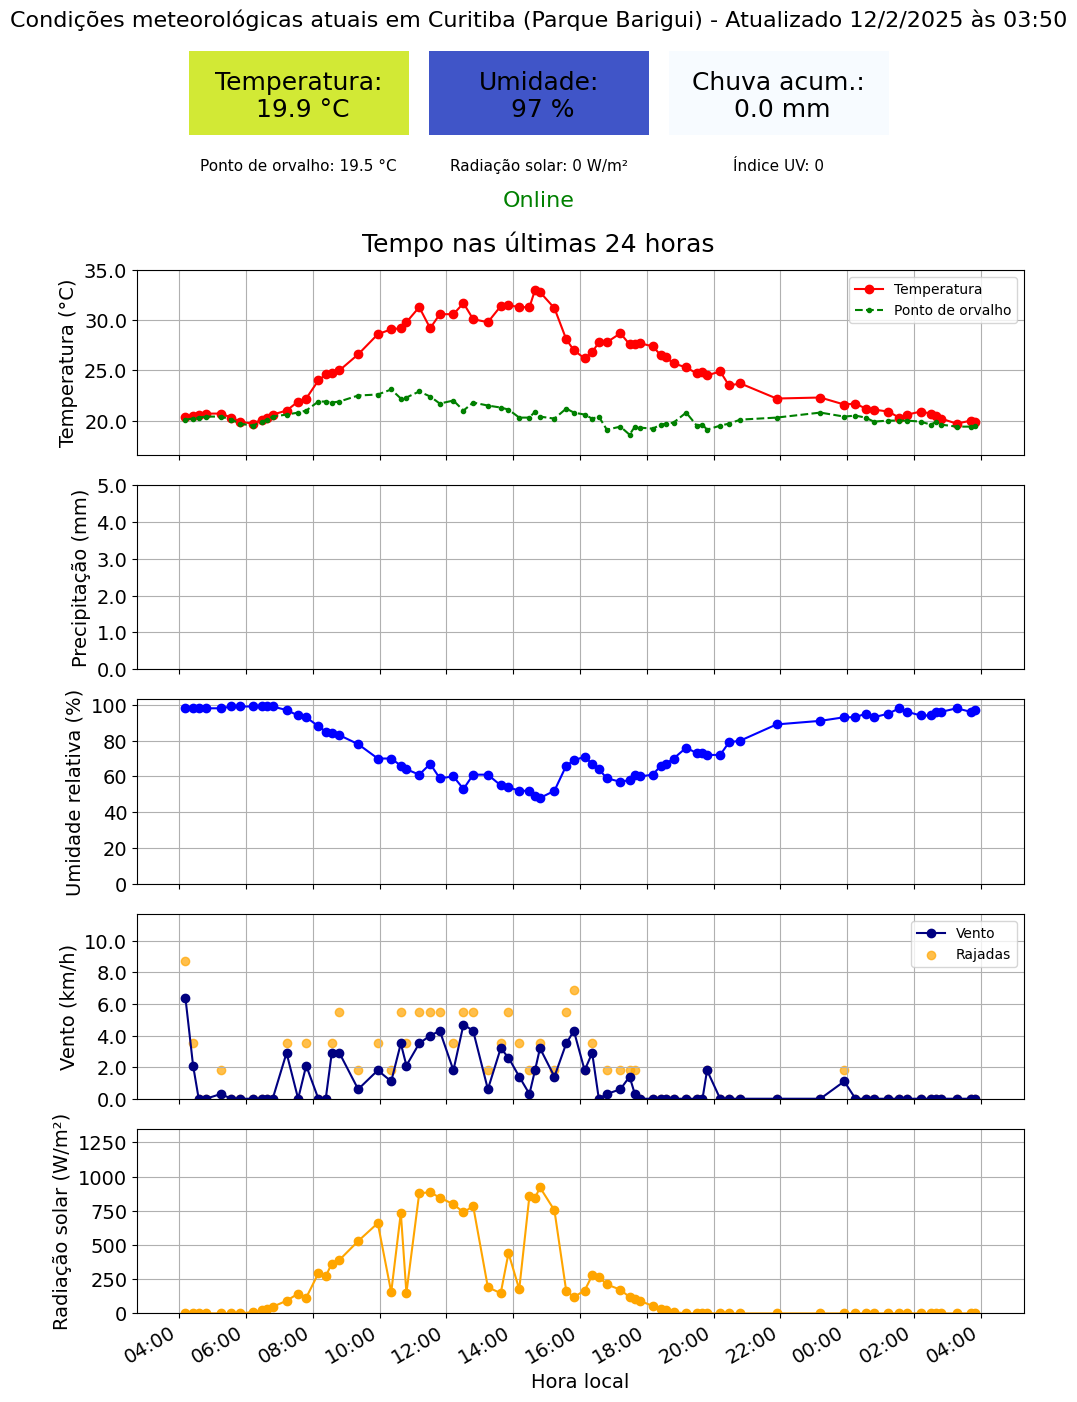 Condições meteorológicas atuais em Curitiba (Parque Barigui) - Atualizado 12/2/2025 às 03:50
Temperatura:
19.9 °C
Umidade:
97 %
Chuva acum.:
0.0 mm
Ponto de orvalho: 19.5 °C
Radiação solar: 0 W/m²
Índice UV: 0
Online
Tempo nas últimas 24 horas
Temperatura (°C)
35.0
30.0
25.0
20.0
Temperatura
Ponto de orvalho
Precipitação (mm)
5.0
4.0
3.0
2.0
1.0
0.0
Umidade relativa (%)
100
80
60
40
20
0
Vento (km/h)
10.0
8.0
6.0
4.0
2.0
0.0
Vento
Rajadas
Radiação solar (W/m²)
1250
1000
750
500
250
0
04:00
06:00
08:00
10:00
12:00
14:00
16:00
18:00
20:00
22:00
00:00
02:00
04:00
Hora local